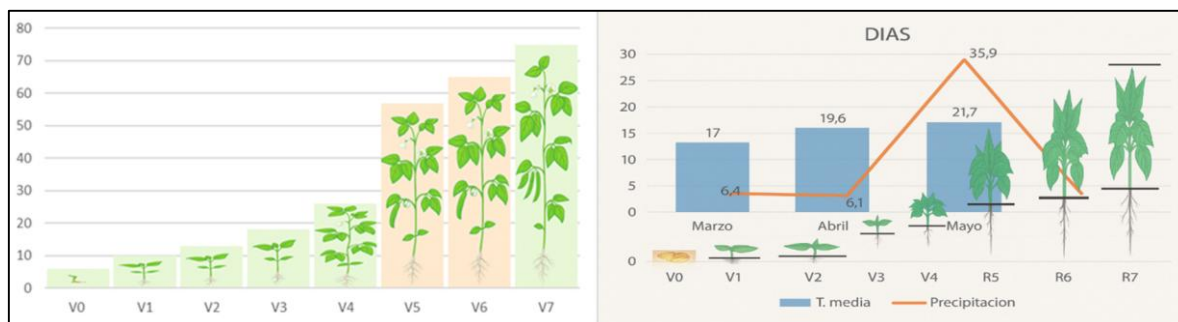 80
70
60
50
40
30
20
10
0
V0 V1 V2 V3 V4 V5 V6 V7
DIAS
30
25
20
15
10
5
0
0
17 19,6 21,7
6,4 6,1 35,9
Marzo Abril Mayo
V0 V1 V2 V3 V4 R5 R6 R7
T. media Precipitacion